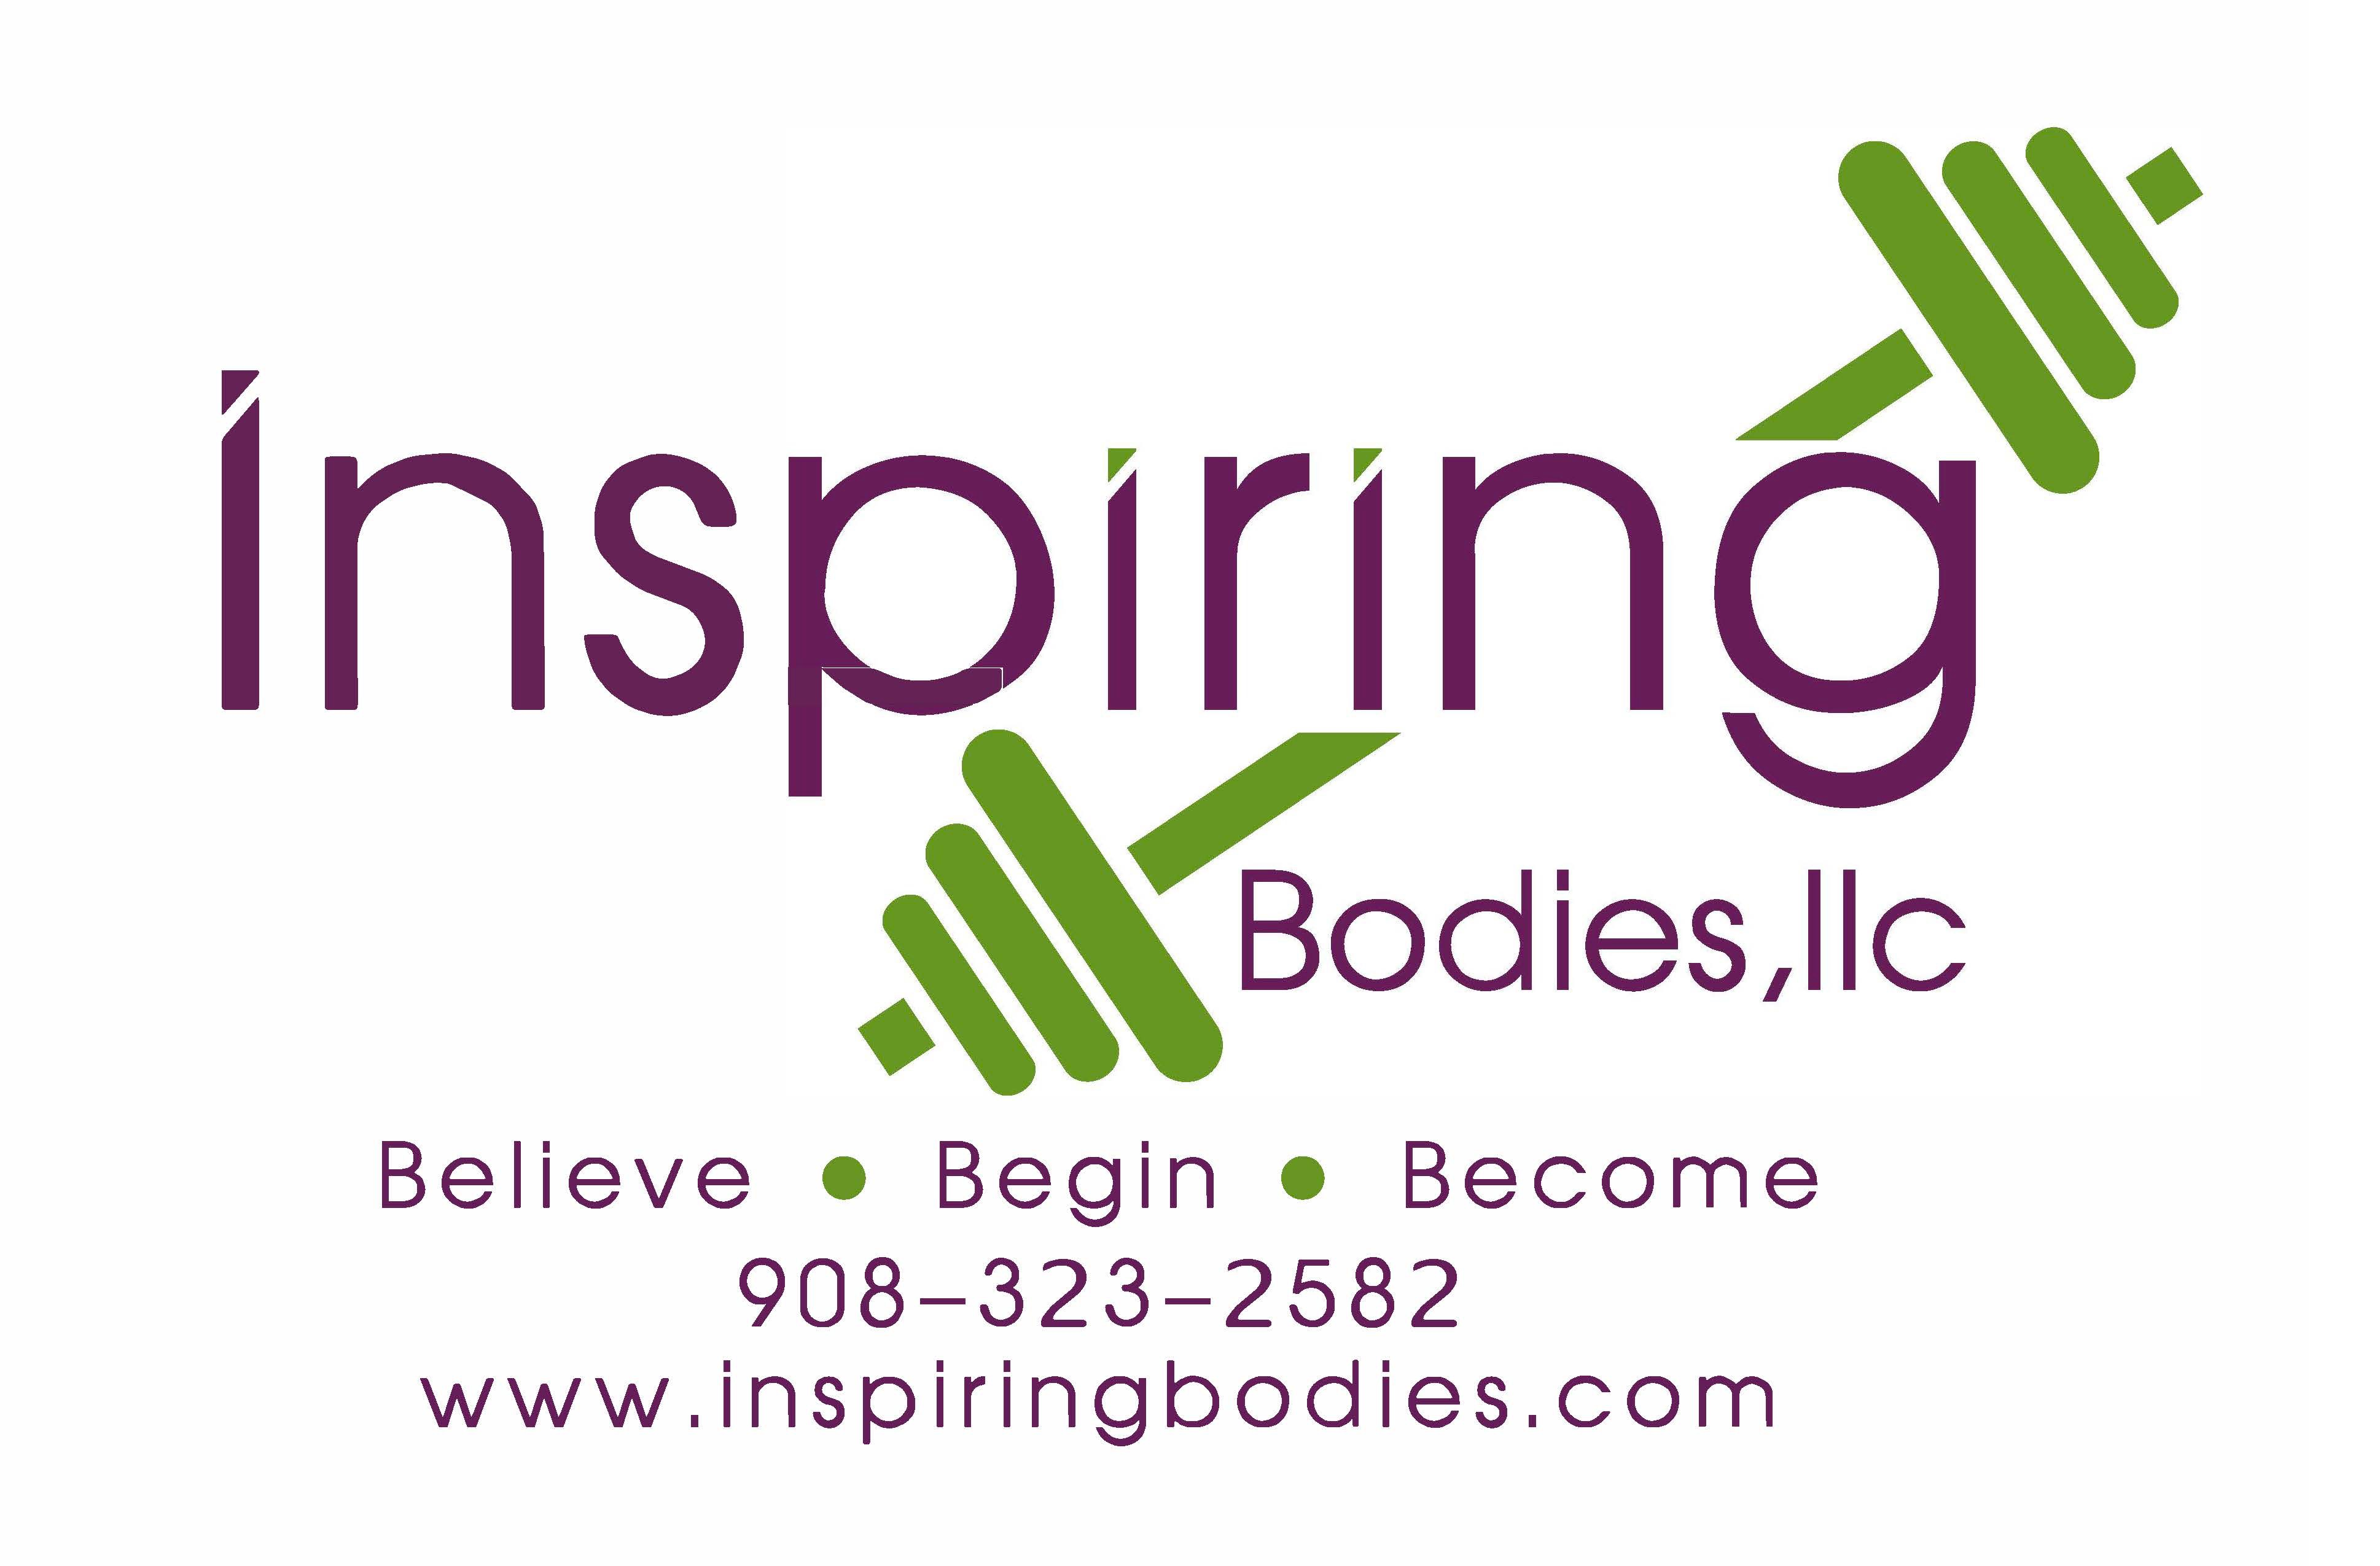 Inspiring
Bodies,llc
Believe • Begin • Become
908-323-2582
www.inspiringbodies.com